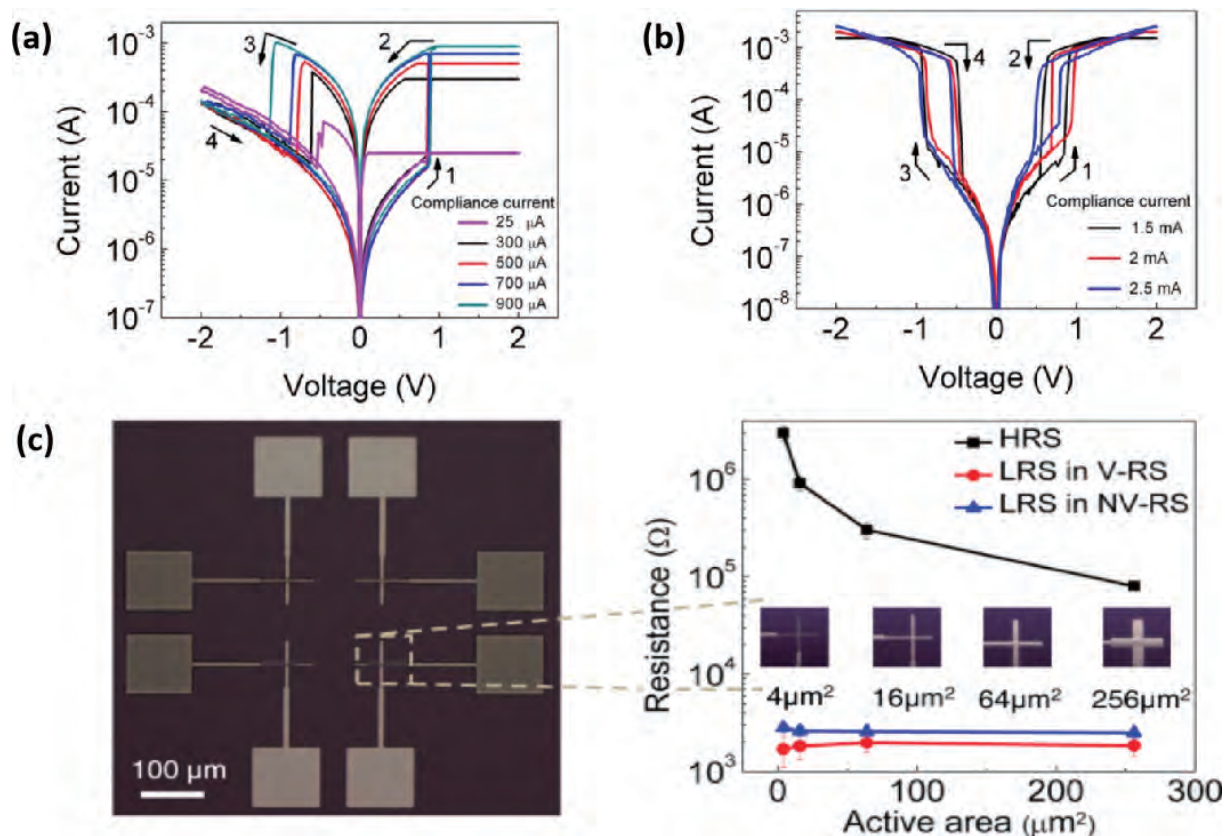 (a)
10⁻³
10⁻⁴
10⁻⁵
10⁻⁶
10⁻⁷
Current (A)
3
2
4
1
Compliance current
25 μA
300 μA
500 μA
700 μA
900 μA
-2
-1
0
1
2
Voltage (V)
(b)
10⁻²
10⁻³
10⁻⁴
10⁻⁵
10⁻⁶
10⁻⁷
10⁻⁸
Current (A)
4
2
3
1
Compliance current
1.5 mA
2 mA
2.5 mA
-2
-1
0
1
2
Voltage (V)
(c)
100 μm
Resistance (Ω)
10⁶
10⁵
10⁴
10³
HRS
LRS in V-RS
LRS in NV-RS
4μm²
16μm²
64μm²
256μm²
0
100
200
300
Active area (μm²)